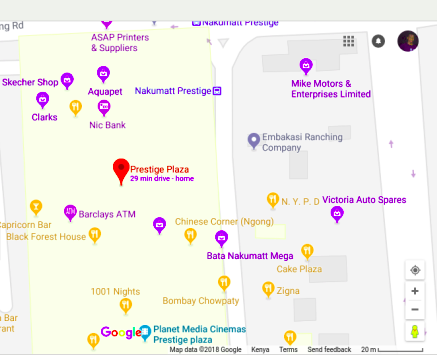 ng Rd
Nakumatt Prestige
ASAP Printers
& Suppliers
Skecher Shop
Aquapet
Nakumatt Prestige
Mike Motors &
Enterprises Limited
Clarks
Nic Bank
Embakasi Ranching
Company
Prestige Plaza
29 min drive - home
N. Y. P. D
Victoria Auto Spares
Capricorn Bar
ATM
Barclays ATM
Chinese Corner (Ngong)
Black Forest House
Bata Nakumatt Mega
Cake Plaza
1001 Nights
Bombay Chowpaty
Zigna
n Bar
rant
Google
Planet Media Cinemas
Prestige plaza
Map data ©2018 Google
Kenya
Terms
Send feedback
20 m